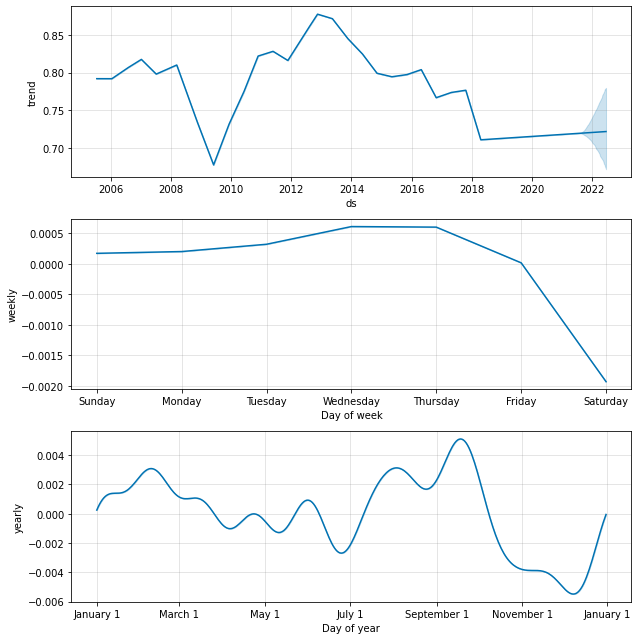 0.85
0.80
0.75
0.70
trend
2006 2008 2010 2012 2014 2016 2018 2020 2022
ds
0.0005
0.0000
−0.0005
−0.0010
−0.0015
−0.0020
weekly
Sunday Monday Tuesday Wednesday Thursday Friday Saturday
Day of week
0.004
0.002
0.000
−0.002
−0.004
−0.006
yearly
January 1 March 1 May 1 July 1 September 1 November 1 January 1
Day of year